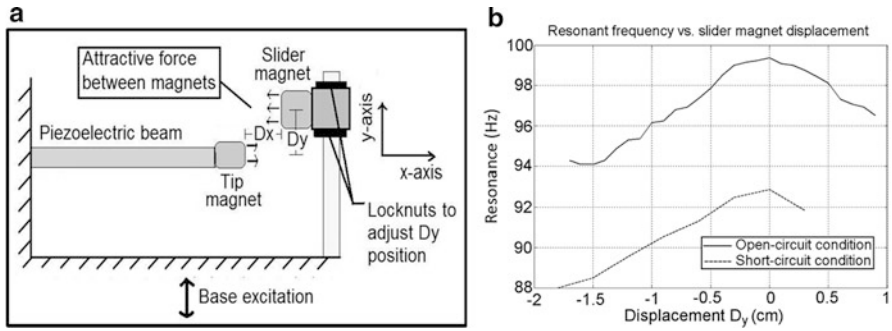 a
Attractive force
between magnets
Slider
magnet
Piezoelectric beam
Dx
Dy
y-axis
x-axis
Tip
magnet
Locknuts to
adjust Dy
position
Base excitation
b
Resonant frequency vs. slider magnet displacement
Resonance (Hz)
100
98
96
94
92
90
88
Open-circuit condition
Short-circuit condition
-2 -1.5 -1 -0.5 0 0.5 1
Displacement Dy (cm)